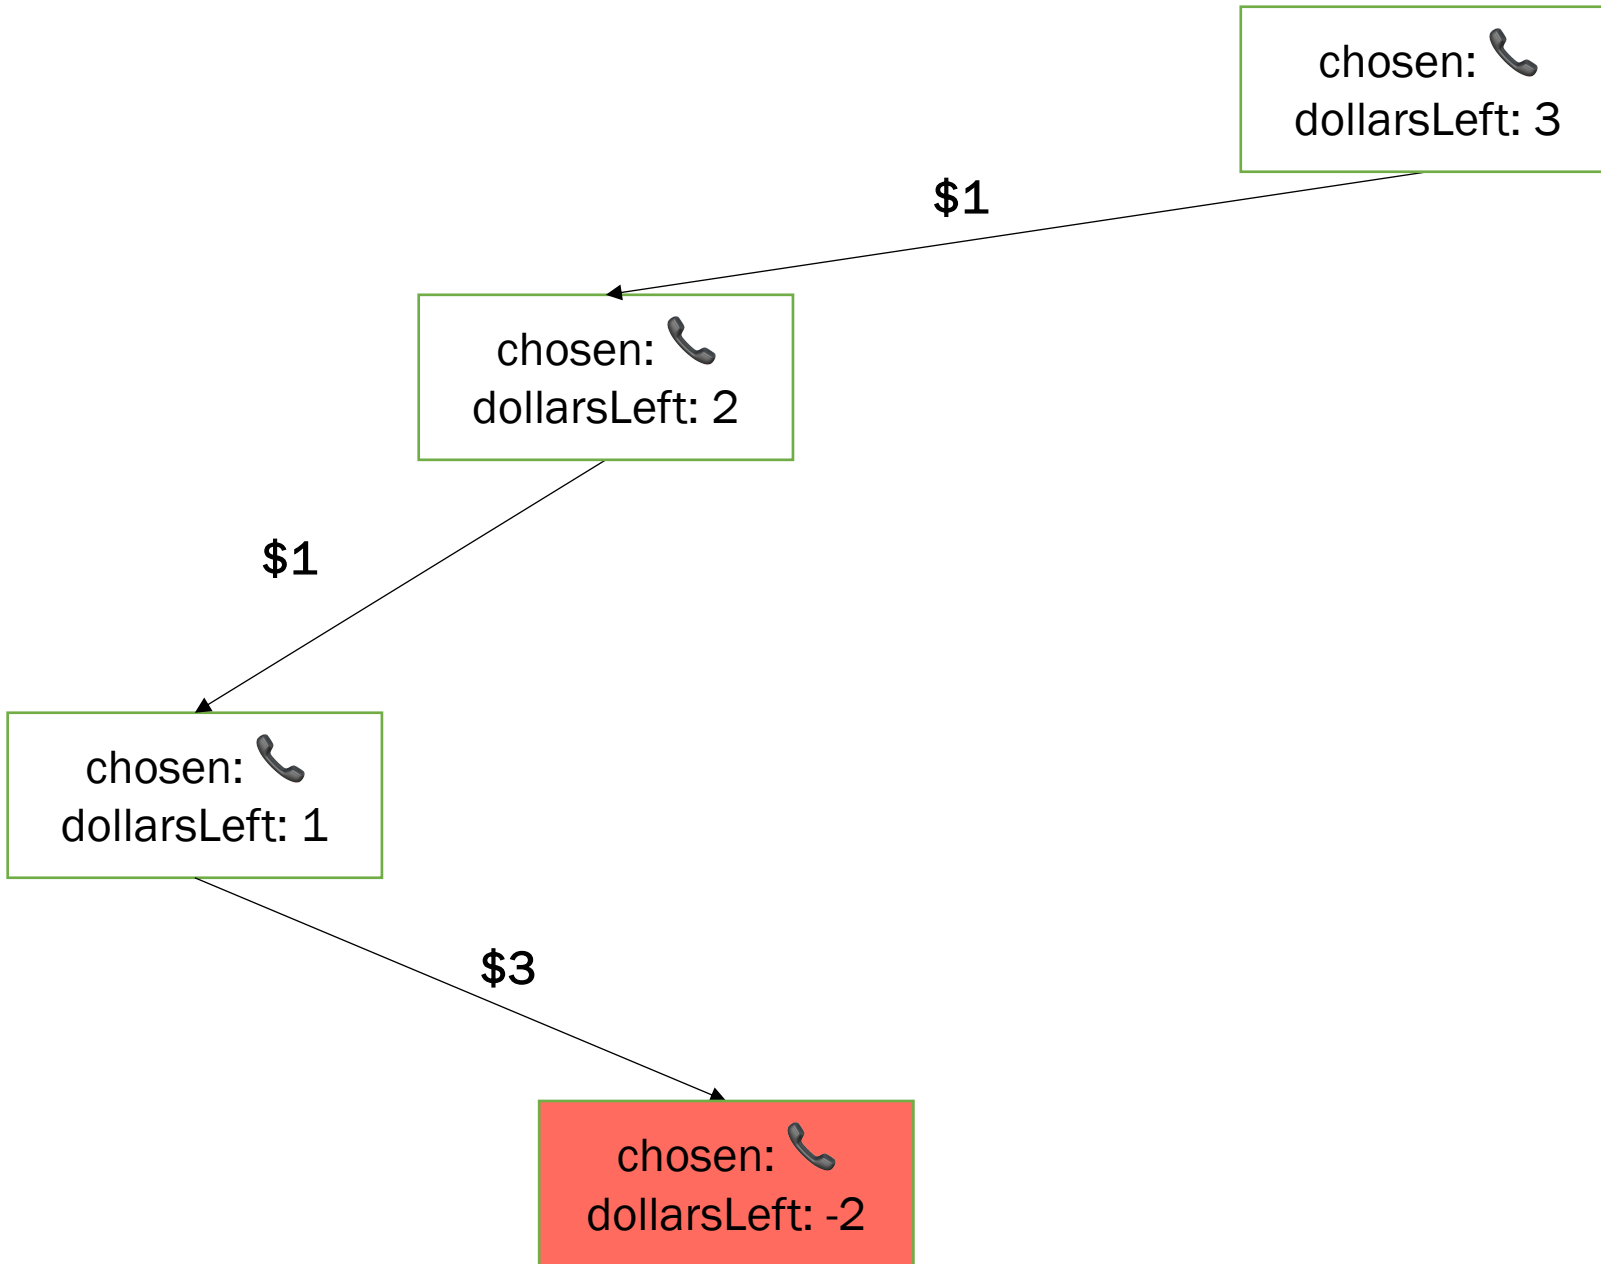 chosen: 📞
dollarsLeft: 3
$1
chosen: 📞
dollarsLeft: 2
$1
chosen: 📞
dollarsLeft: 1
$3
chosen: 📞
dollarsLeft: -2